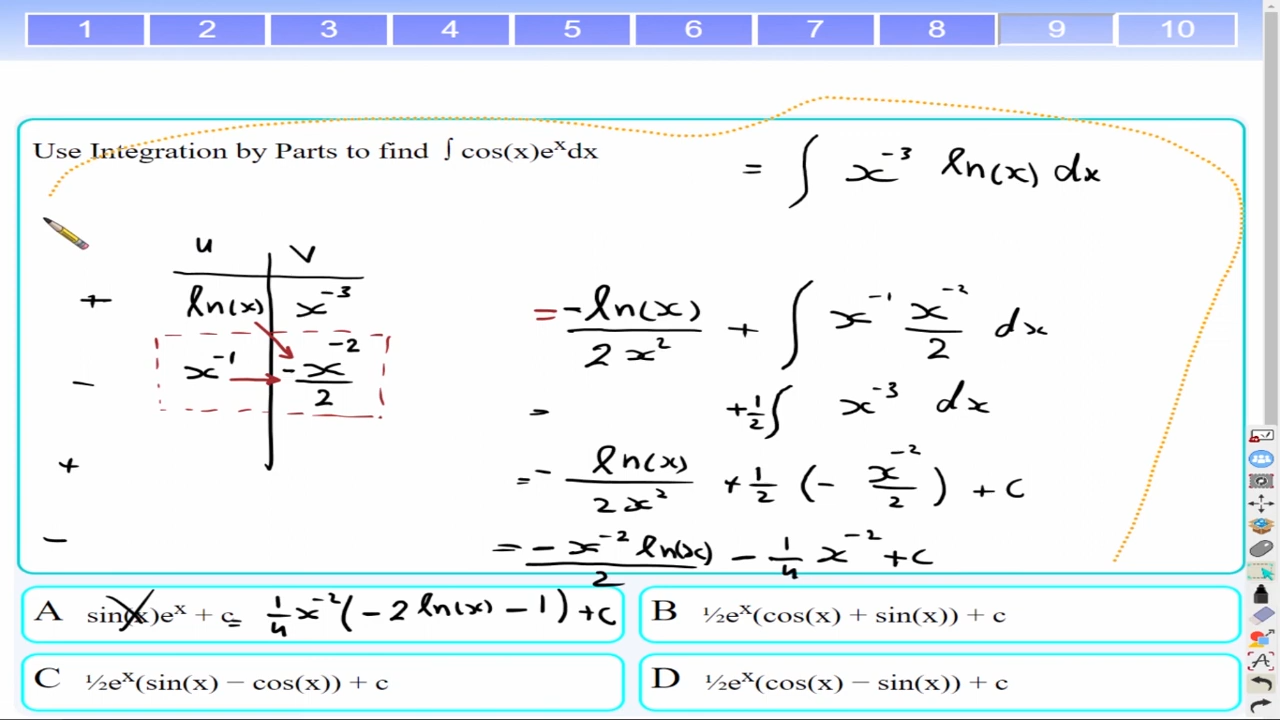 1 2 3 4 5 6 7 8 9 10
Use Integration by Parts to find ∫ cos(x)eˣdx
= ∫ x⁻³ ln(x) dx
u v
+ ln(x) x⁻³
- x⁻¹ -x⁻²/2
+
-
= -ln(x)/2x² + ∫ x⁻¹ x⁻²/2 dx
= +½∫ x⁻³ dx
= - ln(x)/2x² + ½ (- x⁻²/2) + c
= -x⁻² ln(x)/2 - ¼ x⁻² + c
A sin(x)eˣ + c
= ¼ x⁻² (-2 ln(x) - 1) + c
B ½eˣ(cos(x) + sin(x)) + c
C ½eˣ(sin(x) − cos(x)) + c
D ½eˣ(cos(x) − sin(x)) + c